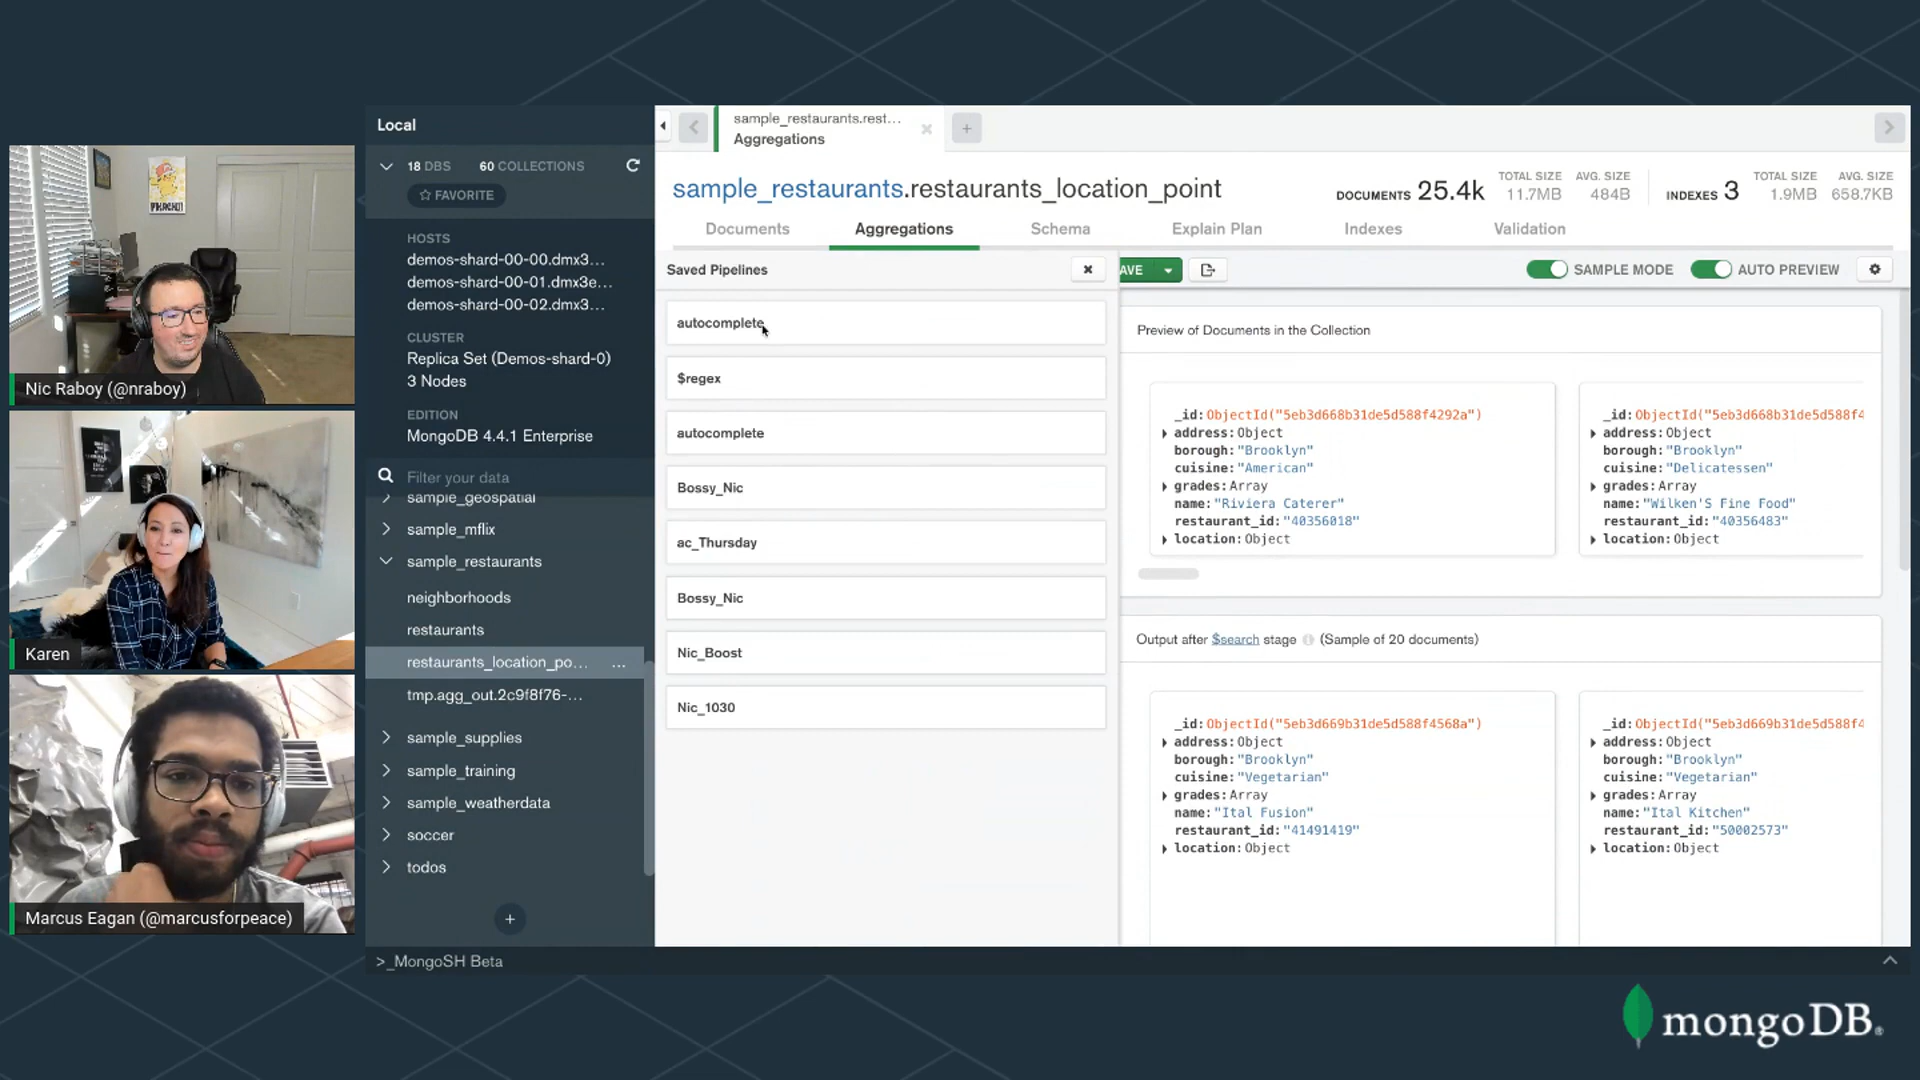 PIKACHU!
Nic Raboy (@nraboy)
Karen
Marcus Eagan (@marcusforpeace)
Local
18 DBS 60 COLLECTIONS
FAVORITE
HOSTS
demos-shard-00-00.dmx3...
demos-shard-00-01.dmx3e...
demos-shard-00-02.dmx3...
CLUSTER
Replica Set (Demos-shard-0)
3 Nodes
EDITION
MongoDB 4.4.1 Enterprise
Filter your data
sample_geospatial
sample_mflix
sample_restaurants
neighborhoods
restaurants
restaurants_location_po... ...
tmp.agg_out.2c9f8f76-...
sample_supplies
sample_training
sample_weatherdata
soccer
todos
+
>_MongoSH Beta
sample_restaurants.rest...
Aggregations
+
sample_restaurants.restaurants_location_point
DOCUMENTS 25.4k
TOTAL SIZE
11.7MB
AVG. SIZE
484B
INDEXES 3
TOTAL SIZE
1.9MB
AVG. SIZE
658.7KB
Documents
Aggregations
Schema
Explain Plan
Indexes
Validation
Saved Pipelines
AVE
SAMPLE MODE
AUTO PREVIEW
autocomplete
$regex
autocomplete
Bossy_Nic
ac_Thursday
Bossy_Nic
Nic_Boost
Nic_1030
Preview of Documents in the Collection
_id:ObjectId("5eb3d668b31de5d588f4292a")
address:Object
borough:"Brooklyn"
cuisine:"American"
grades:Array
name:"Riviera Caterer"
restaurant_id:"40356018"
location:Object
_id:ObjectId("5eb3d668b31de5d588f4
address:Object
borough:"Brooklyn"
cuisine:"Delicatessen"
grades:Array
name:"Wilken'S Fine Food"
restaurant_id:"40356483"
location:Object
Output after $search stage (Sample of 20 documents)
_id:ObjectId("5eb3d669b31de5d588f4568a")
address:Object
borough:"Brooklyn"
cuisine:"Vegetarian"
grades:Array
name:"Ital Fusion"
restaurant_id:"41491419"
location:Object
_id:ObjectId("5eb3d669b31de5d588f4
address:Object
borough:"Brooklyn"
cuisine:"Vegetarian"
grades:Array
name:"Ital Kitchen"
restaurant_id:"50002573"
location:Object
mongoDB.